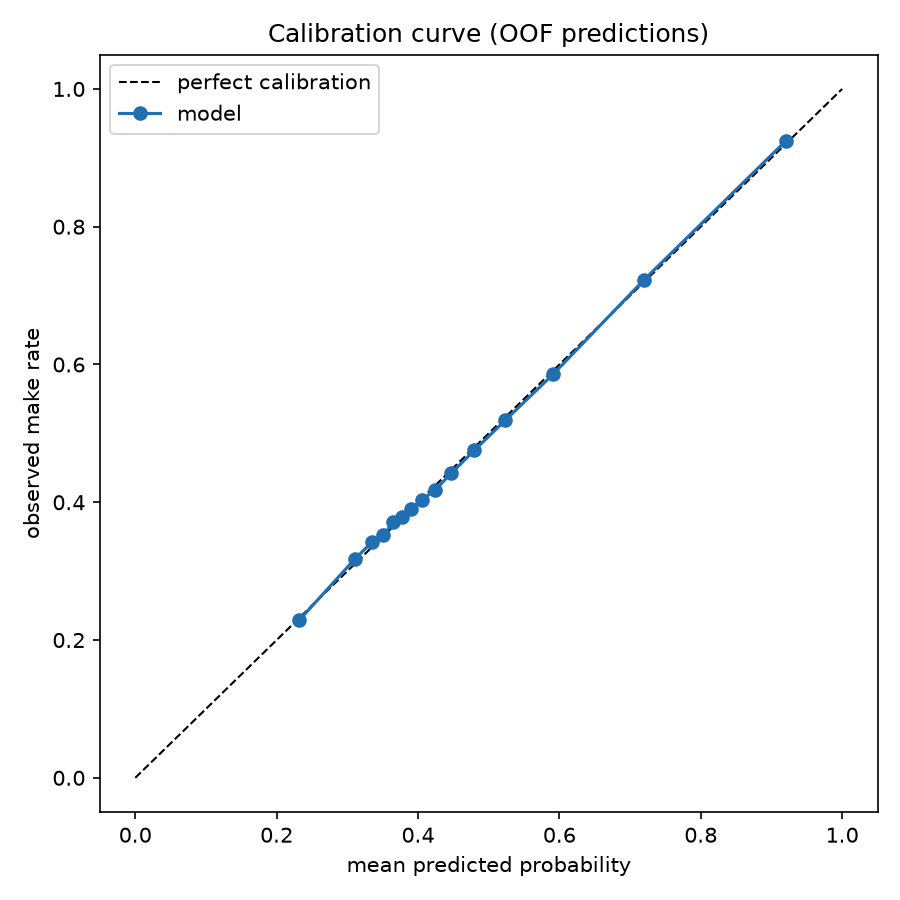 Calibration curve (OOF predictions)
perfect calibration
model
observed make rate
1.0
0.8
0.6
0.4
0.2
0.0
0.0 0.2 0.4 0.6 0.8 1.0
mean predicted probability